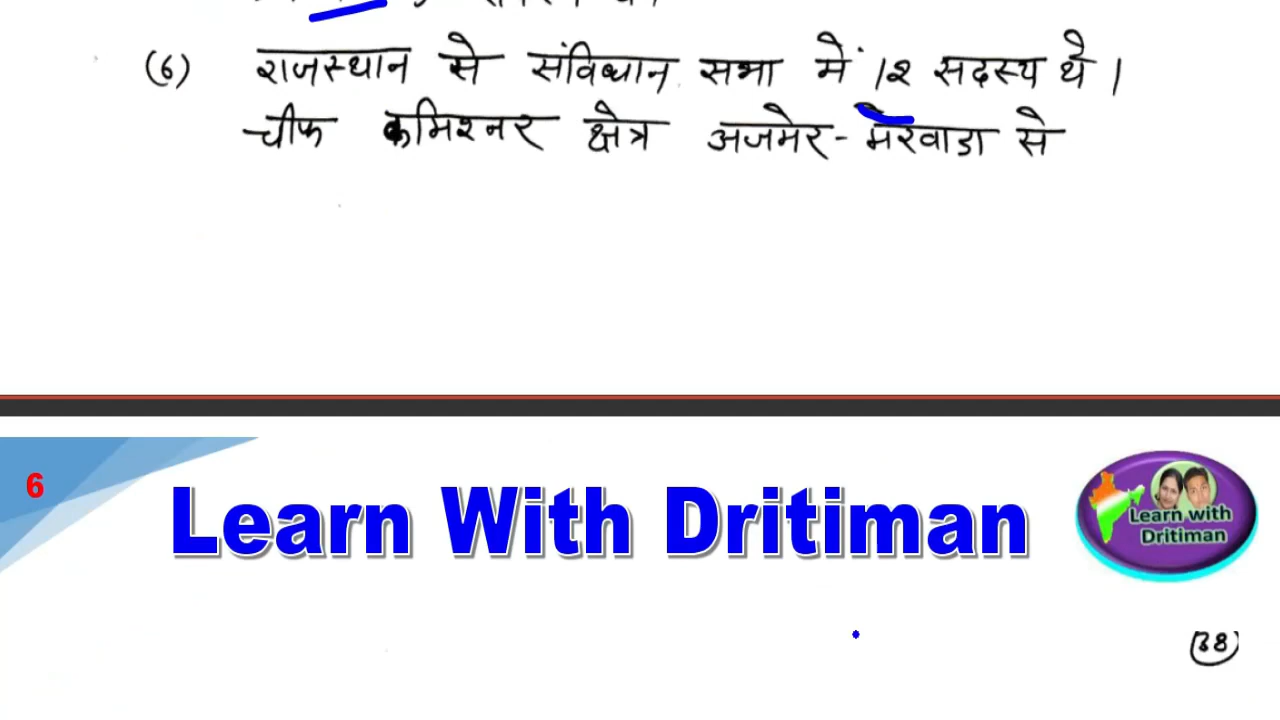 (6) राजस्थान से संविधान सभा में 12 सदस्य थे।
चीफ कमिश्नर क्षेत्र अजमेर-मेरवाडा से
6
Learn With Dritiman
Learn with
Dritiman
38